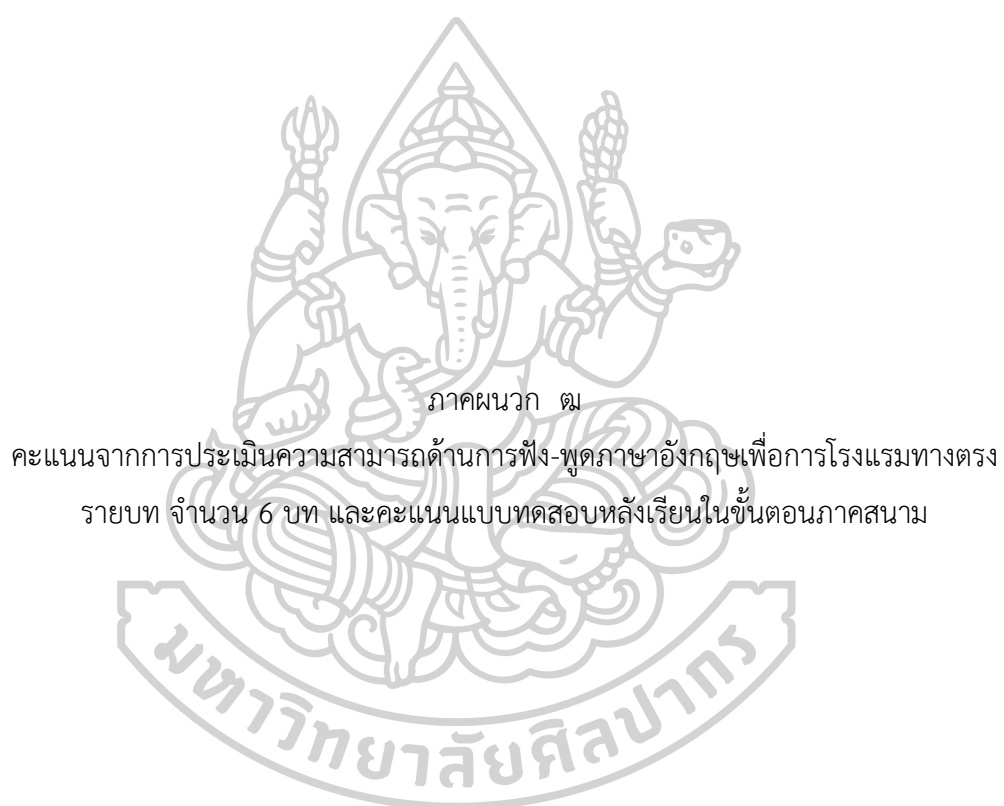 ภาคผนวก ฒ
คะแนนจากการประเมินความสามารถด้านการฟัง-พูดภาษาอังกฤษเพื่อการโรงแรมทางตรง
รายบท จำนวน 6 บท และคะแนนแบบทดสอบหลังเรียนในขั้นตอนภาคสนาม
มหาวิทยาลัยศิลปากร